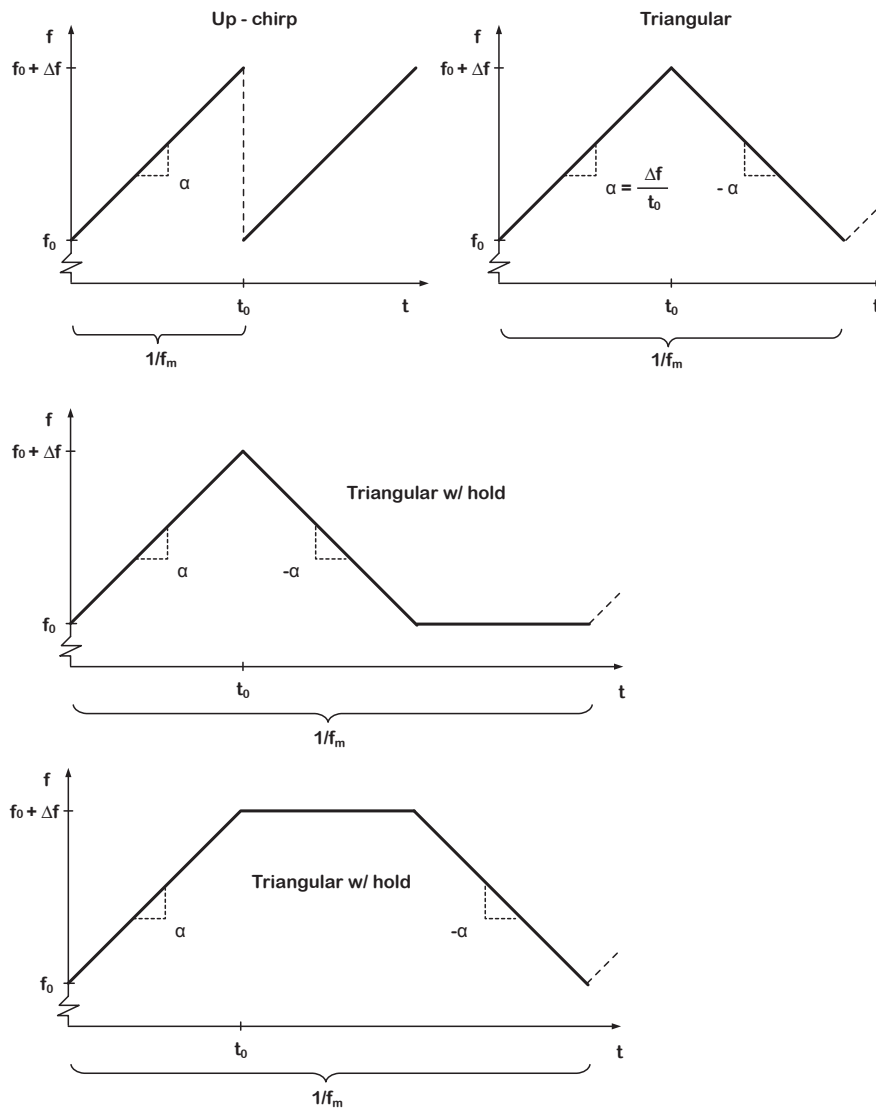 Up - chirp
f
f₀ + Δf
α
f₀
t₀
t
1/fₘ
Triangular
f
f₀ + Δf
α = Δf / t₀
- α
f₀
t₀
t
1/fₘ
f
f₀ + Δf
Triangular w/ hold
α
-α
f₀
t₀
t
1/fₘ
f
f₀ + Δf
Triangular w/ hold
α
-α
f₀
t₀
t
1/fₘ